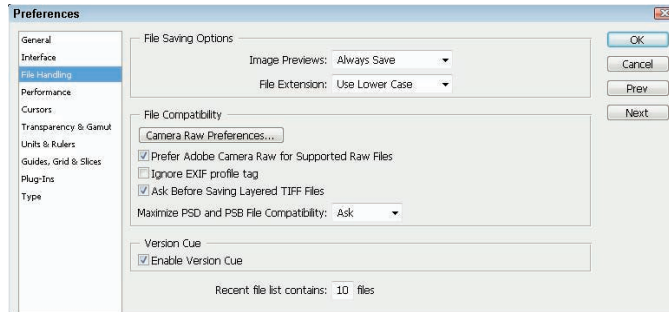 Preferences
General
Interface
File Handling
Performance
Cursors
Transparency & Gamut
Units & Rulers
Guides, Grid & Slices
Plug-Ins
Type
File Saving Options
Image Previews: Always Save
File Extension: Use Lower Case
File Compatibility
Camera Raw Preferences...
Prefer Adobe Camera Raw for Supported Raw Files
Ignore EXIF profile tag
Ask Before Saving Layered TIFF Files
Maximize PSD and PSB File Compatibility: Ask
Version Cue
Enable Version Cue
Recent file list contains: 10 files
OK
Cancel
Prev
Next